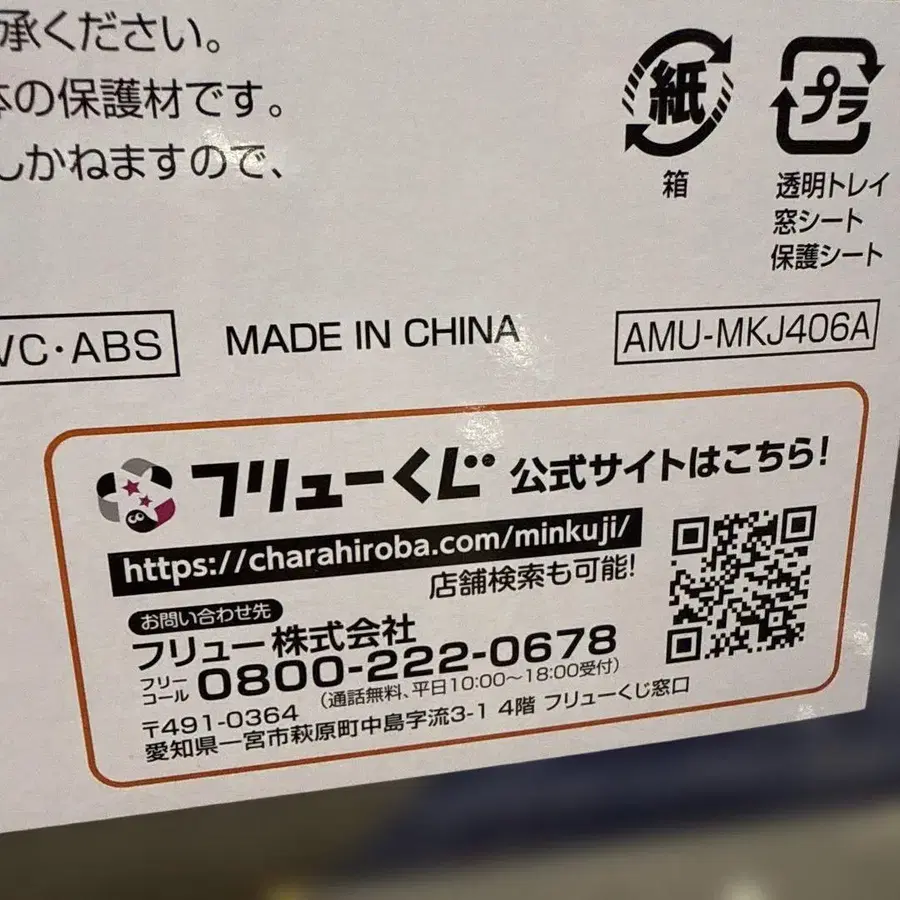 承ください。
体の保護材です。
しかねますので、
紙
プラ
箱
透明トレイ
窓シート
保護シート
VC・ABS
MADE IN CHINA
AMU-MKJ406A
フリューくじ 公式サイトはこちら!
https://charahiroba.com/minkuji/
店舗検索も可能!
お問い合わせ先
フリュー株式会社
フリーコール 0800-222-0678
(通話無料、平日10:00〜18:00受付)
〒491-0364
愛知県一宮市萩原町中島字流3-1 4階 フリューくじ窓口